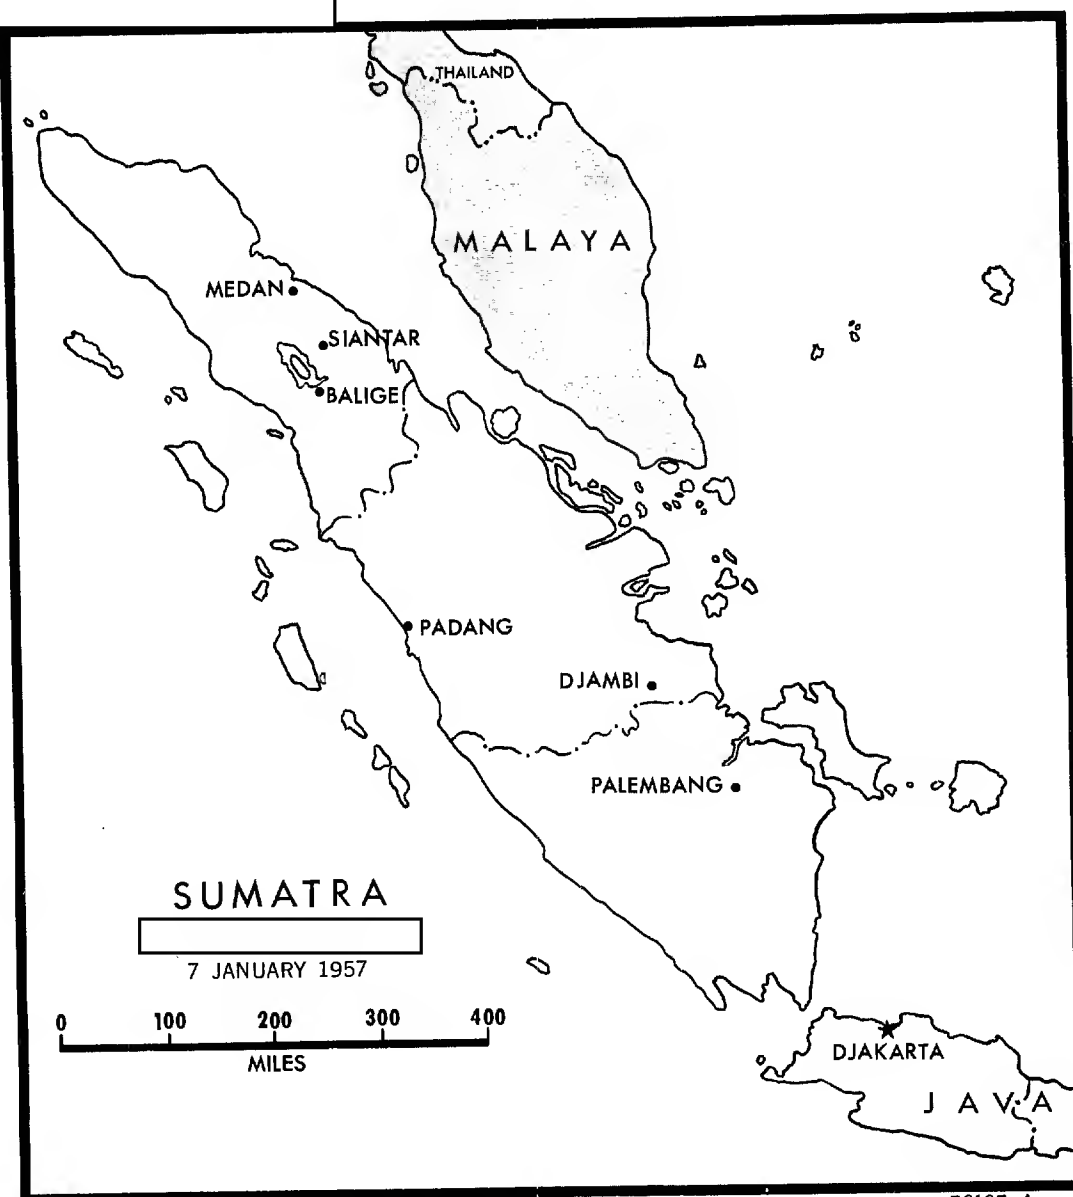 THAILAND
MALAYA
MEDAN
SIANTAR
BALIGE
PADANG
DJAMBI
PALEMBANG
SUMATRA
7 JANUARY 1957
0 100 200 300 400
MILES
DJAKARTA
JAVA